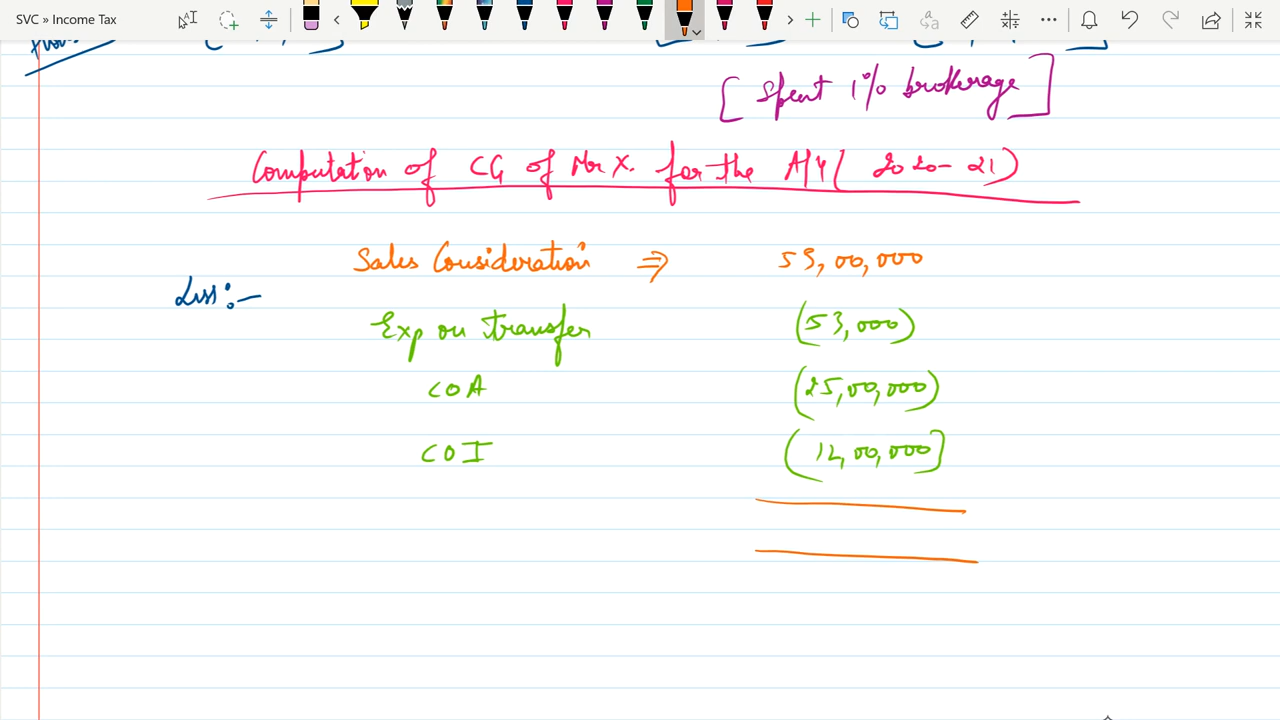 SVC » Income Tax
[ Spent 1% brokerage ]
Computation of CG of Mr X. for the A/Y ( 2020-21)
Sales Consideration ⇒ 53,00,000
Less :-
Exp on transfer (53,000)
COA (25,00,000)
COI (12,00,000]